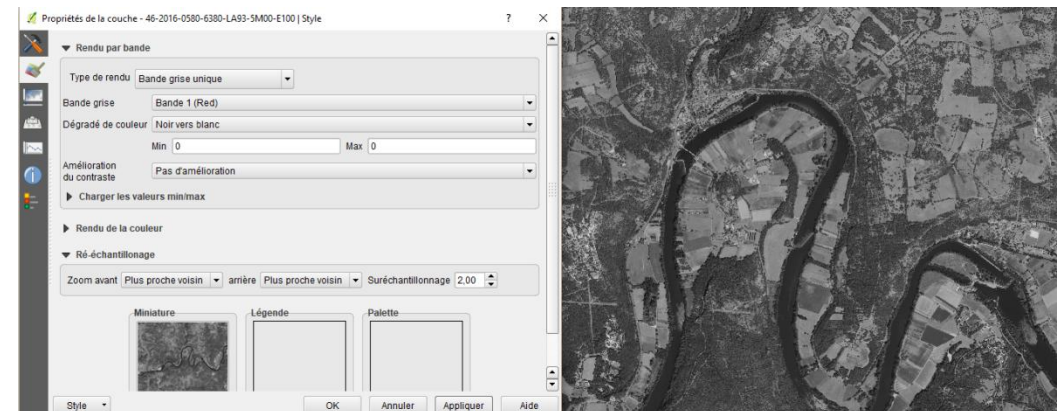 Propriétés de la couche - 46-2016-0580-6380-LA93-5M00-E100 | Style ? ×
Rendu par bande
Type de rendu Bande grise unique
Bande grise Bande 1 (Red)
Dégradé de couleur Noir vers blanc
Min 0 Max 0
Amélioration du contraste Pas d'amélioration
Charger les valeurs min/max
Rendu de la couleur
Ré-échantillonage
Zoom avant Plus proche voisin arrière Plus proche voisin Suréchantillonnage 2,00
Miniature Légende Palette
Style OK Annuler Appliquer Aide